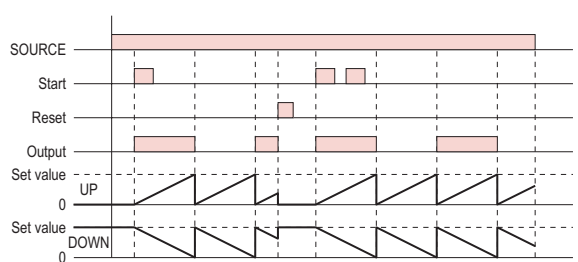 SOURCE
Start
Reset
Output
Set value
UP
0
Set value
DOWN
0